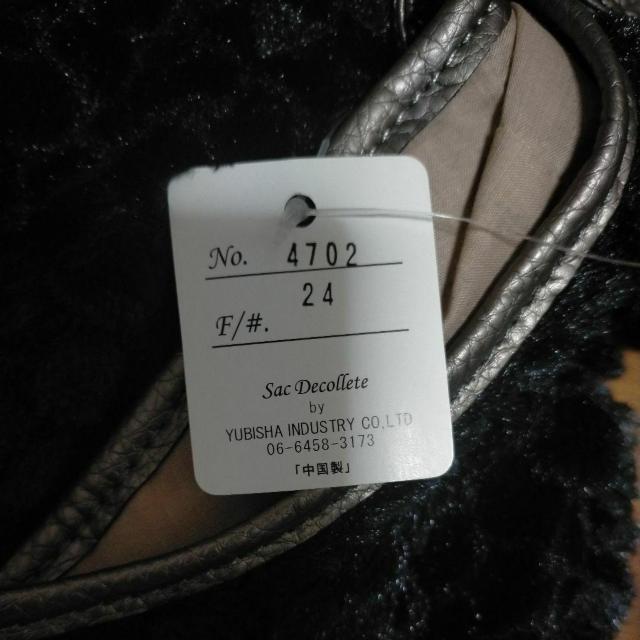 No. 4702
24
F/#.
Sac Decollete
by
YUBISHA INDUSTRY CO.,LTD
06-6458-3173
「中国製」